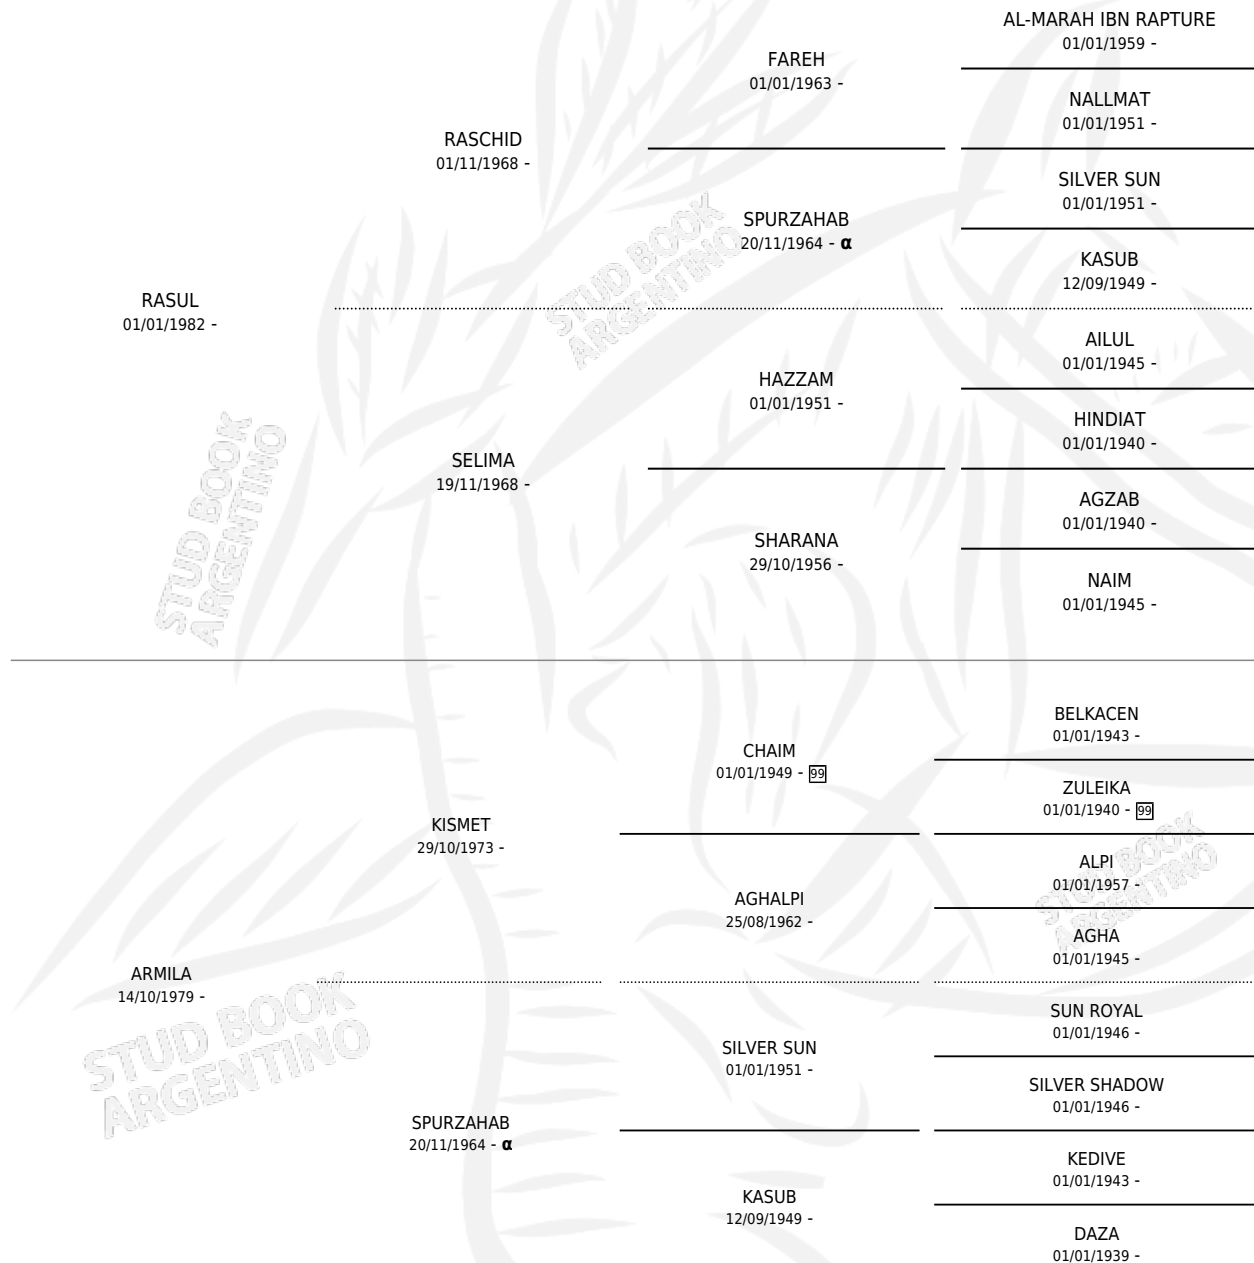 AL-MARAH IBN RAPTURE
01/01/1959 -
FAREH
01/01/1963 -
NALLMAT
01/01/1951 -
RASCHID
01/11/1968 -
SILVER SUN
01/01/1951 -
SPURZAHAB
20/11/1964 - α
KASUB
12/09/1949 -
RASUL
01/01/1982 -
AILUL
01/01/1945 -
HAZZAM
01/01/1951 -
HINDIAT
01/01/1940 -
SELIMA
19/11/1968 -
AGZAB
01/01/1940 -
SHARANA
29/10/1956 -
NAIM
01/01/1945 -
BELKACEN
01/01/1943 -
CHAIM
01/01/1949 - 99
ZULEIKA
01/01/1940 - 99
KISMET
29/10/1973 -
ALPI
01/01/1957 -
AGHALPI
25/08/1962 -
AGHA
01/01/1945 -
ARMILA
14/10/1979 -
SUN ROYAL
01/01/1946 -
SILVER SUN
01/01/1951 -
SILVER SHADOW
01/01/1946 -
SPURZAHAB
20/11/1964 - α
KEDIVE
01/01/1943 -
KASUB
12/09/1949 -
DAZA
01/01/1939 -
STUD BOOK
ARGENTINO
STUD BOOK
ARGENTINO
STUD BOOK
ARGENTINO
STUD BOOK
ARGENTINO